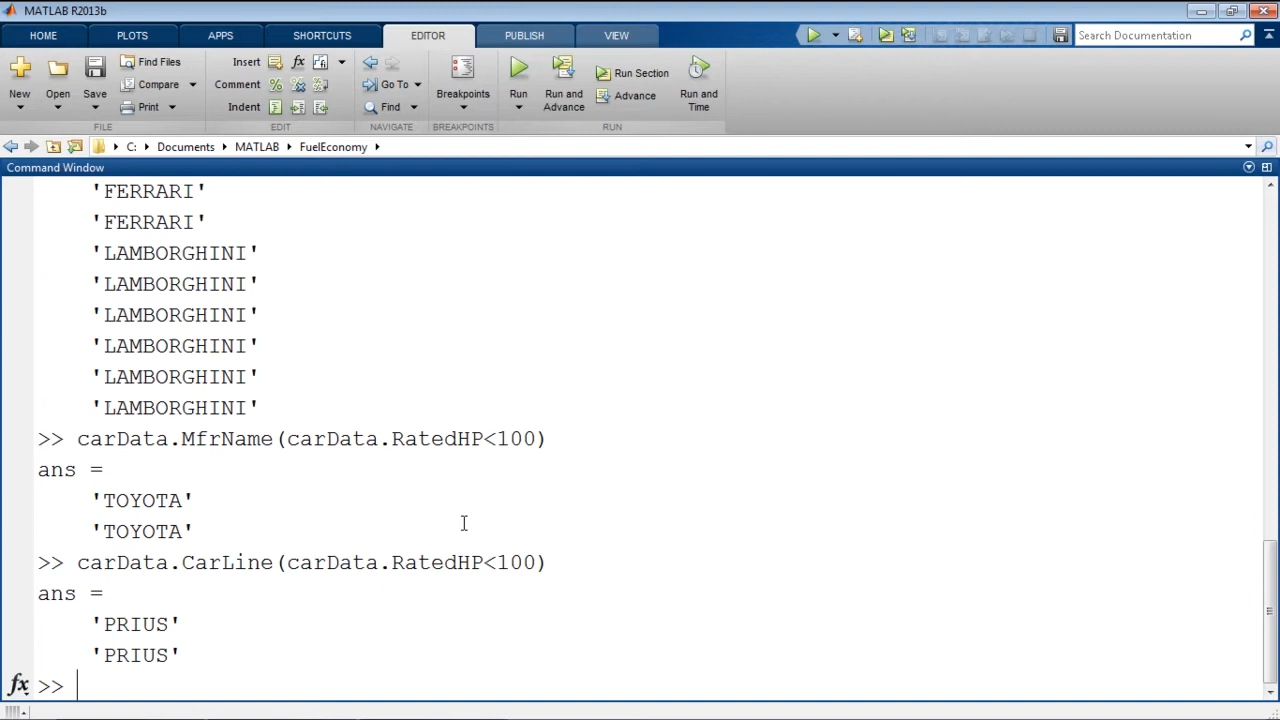 MATLAB R2013b
HOME PLOTS APPS SHORTCUTS EDITOR PUBLISH VIEW Search Documentation
New
Open
Save
Find Files
Compare
Print
FILE
Insert fx
Comment
Indent
EDIT
Go To
Find
NAVIGATE
Breakpoints
BREAKPOINTS
Run
Run and
Advance
Run Section
Advance
Run and
Time
RUN
C: Documents MATLAB FuelEconomy
Command Window
'FERRARI'
'FERRARI'
'LAMBORGHINI'
'LAMBORGHINI'
'LAMBORGHINI'
'LAMBORGHINI'
'LAMBORGHINI'
'LAMBORGHINI'
>> carData.MfrName(carData.RatedHP<100)
ans =
'TOYOTA'
'TOYOTA'
>> carData.CarLine(carData.RatedHP<100)
ans =
'PRIUS'
'PRIUS'
fx >>